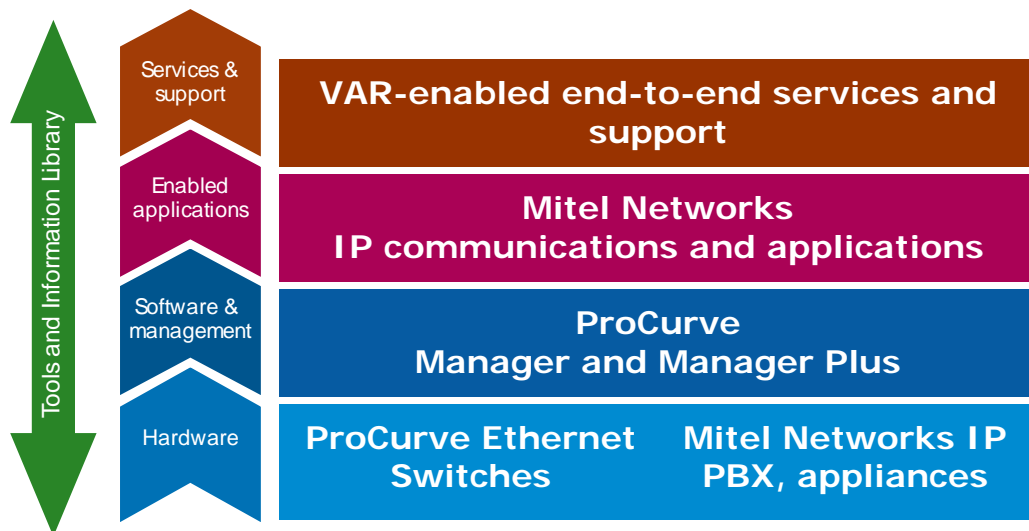 Tools and Information Library
Services &
support
VAR-enabled end-to-end services and
support
Enabled
applications
Mitel Networks
IP communications and applications
Software &
management
ProCurve
Manager and Manager Plus
Hardware
ProCurve Ethernet
Switches
Mitel Networks IP
PBX, appliances